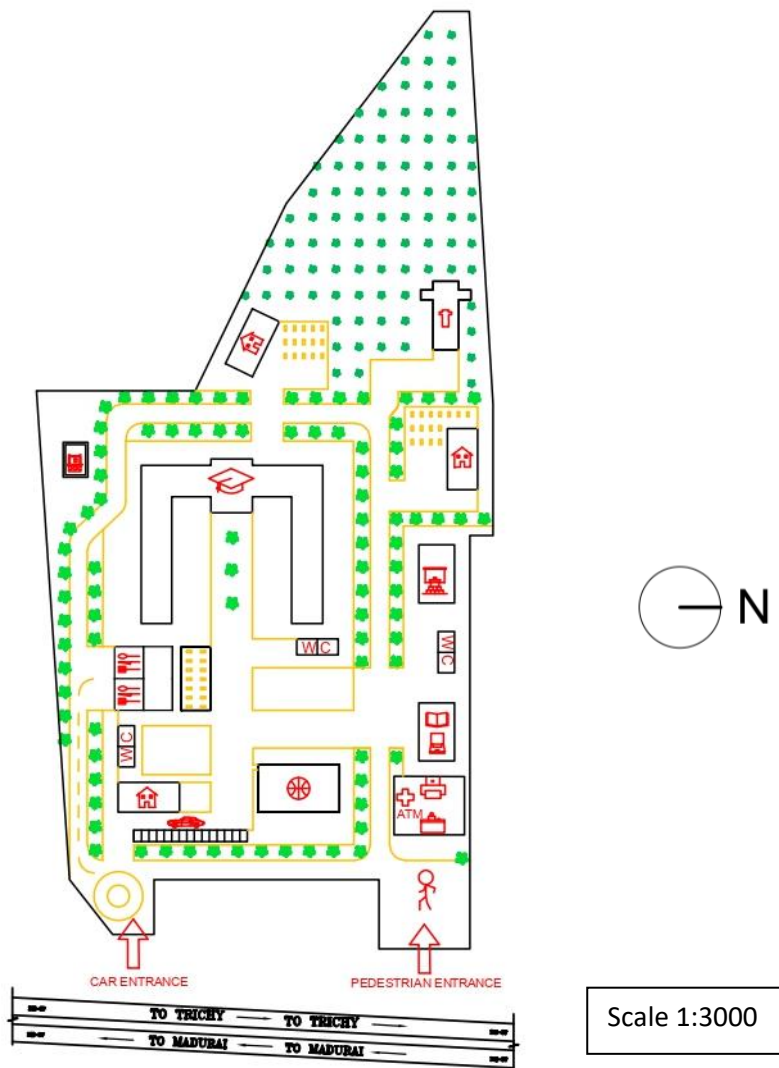 N
WC
WC
WC
ATM
CAR ENTRANCE
PEDESTRIAN ENTRANCE
TO TRICHY TO TRICHY
TO MADURAI TO MADURAI
Scale 1:3000